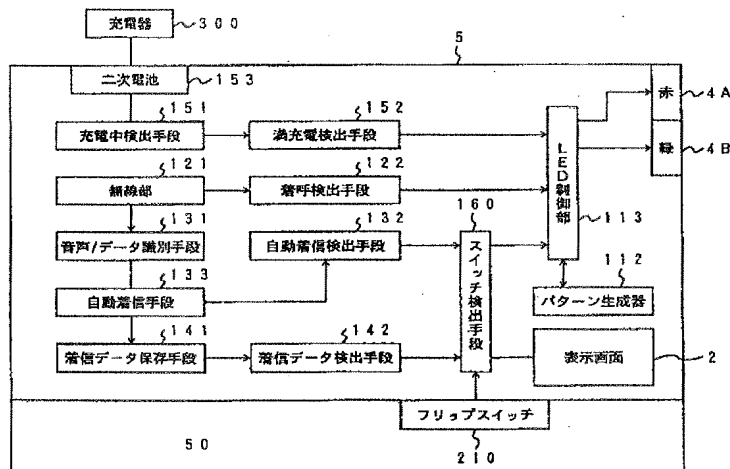 充電器 300
5
二次電池 153
赤 4A
151 152
充電中検出手段 満充電検出手段
緑 4B
121 122
無線部 着呼検出手段
LED制御部 113
131 132 160
音声/データ識別手段 自動着信検出手段
スイッチ検出手段
133 112
自動着信手段 パターン生成器
141 142
着信データ保存手段 着信データ検出手段
表示画面 2
フリップスイッチ
50 210